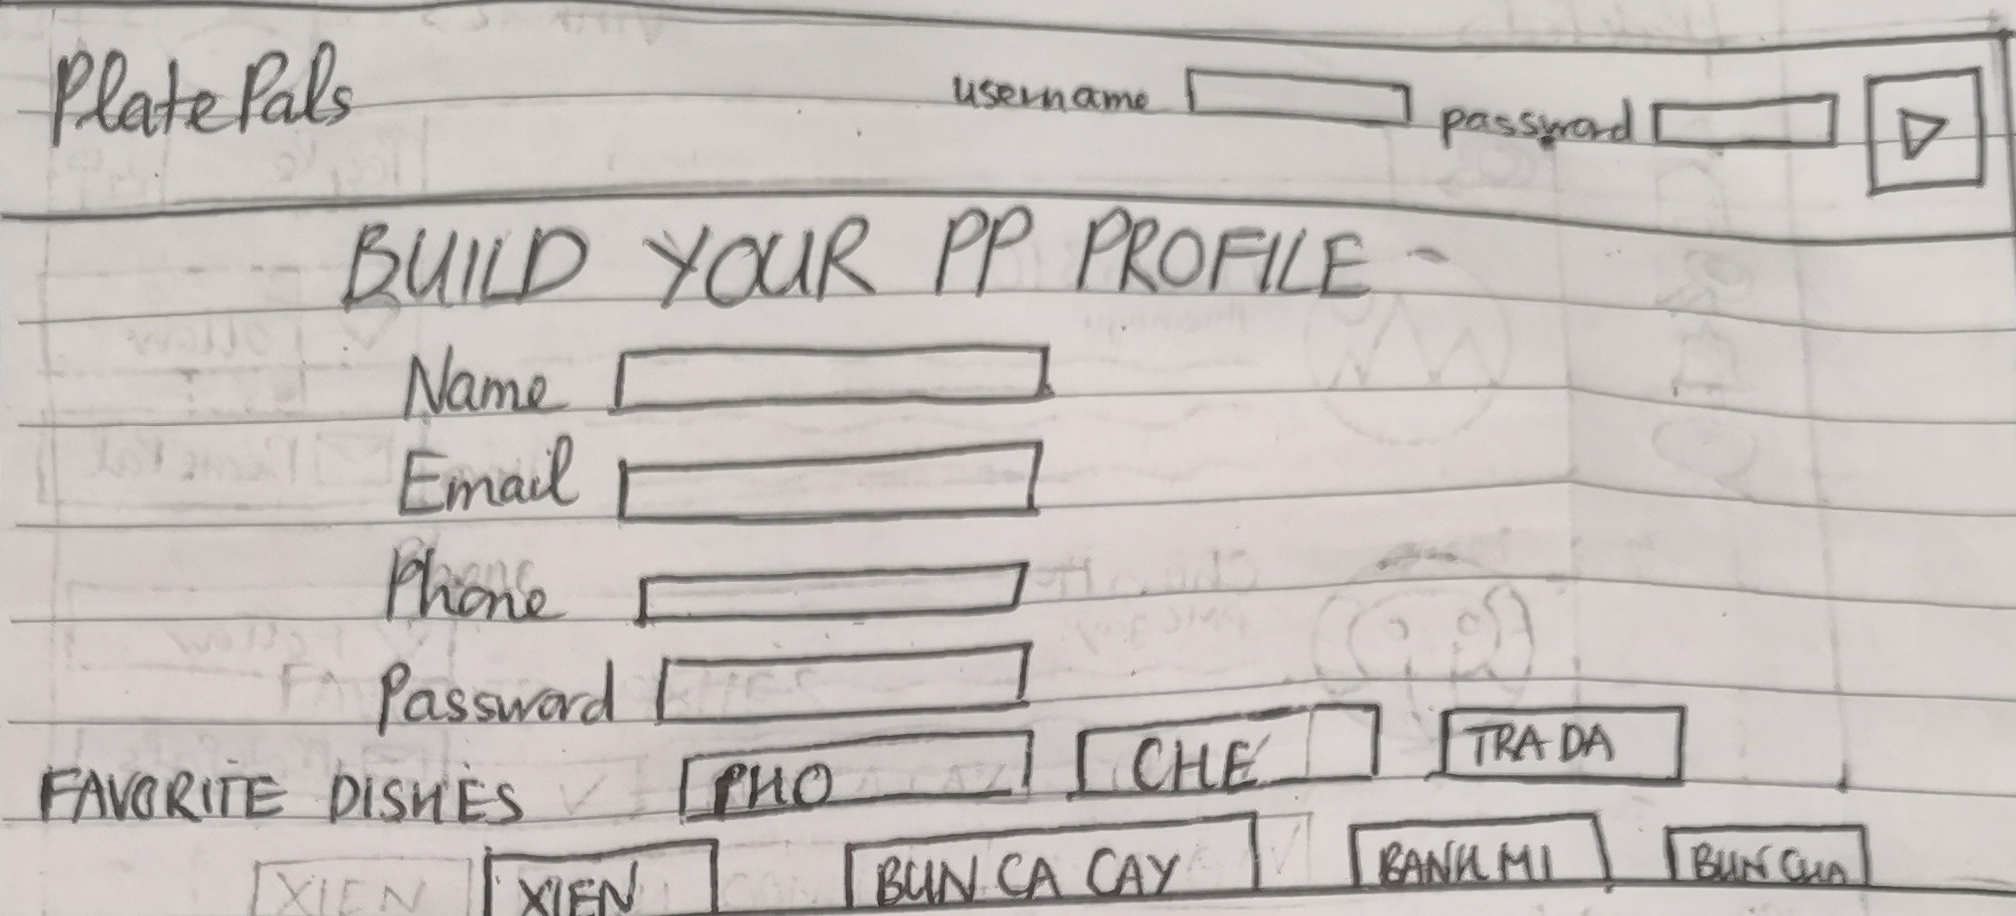 PlatePals username password
BUILD YOUR PP PROFILE -
Name
Email
Phone
Password
FAVORITE DISHES PHO CHE TRA DA
XIEN XIEN BUN CA CAY BANH MI BUN CHA